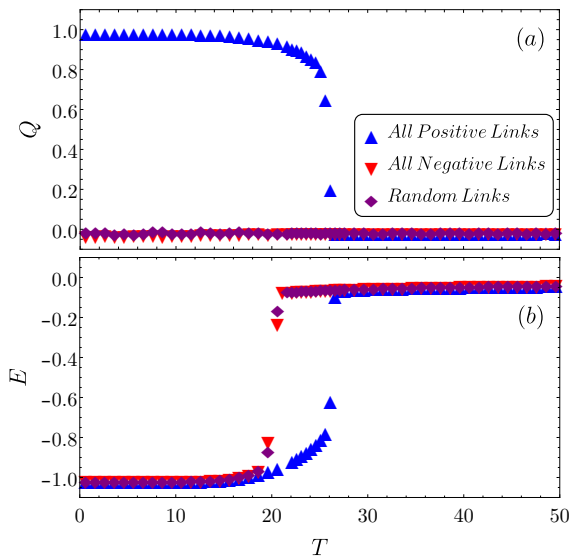 1.0
(a)
0.8
0.6
Q
0.4
0.2
0.0
All Positive Links
All Negative Links
Random Links
0.0
(b)
−0.2
−0.4
E
−0.6
−0.8
−1.0
0 10 20 30 40 50
T